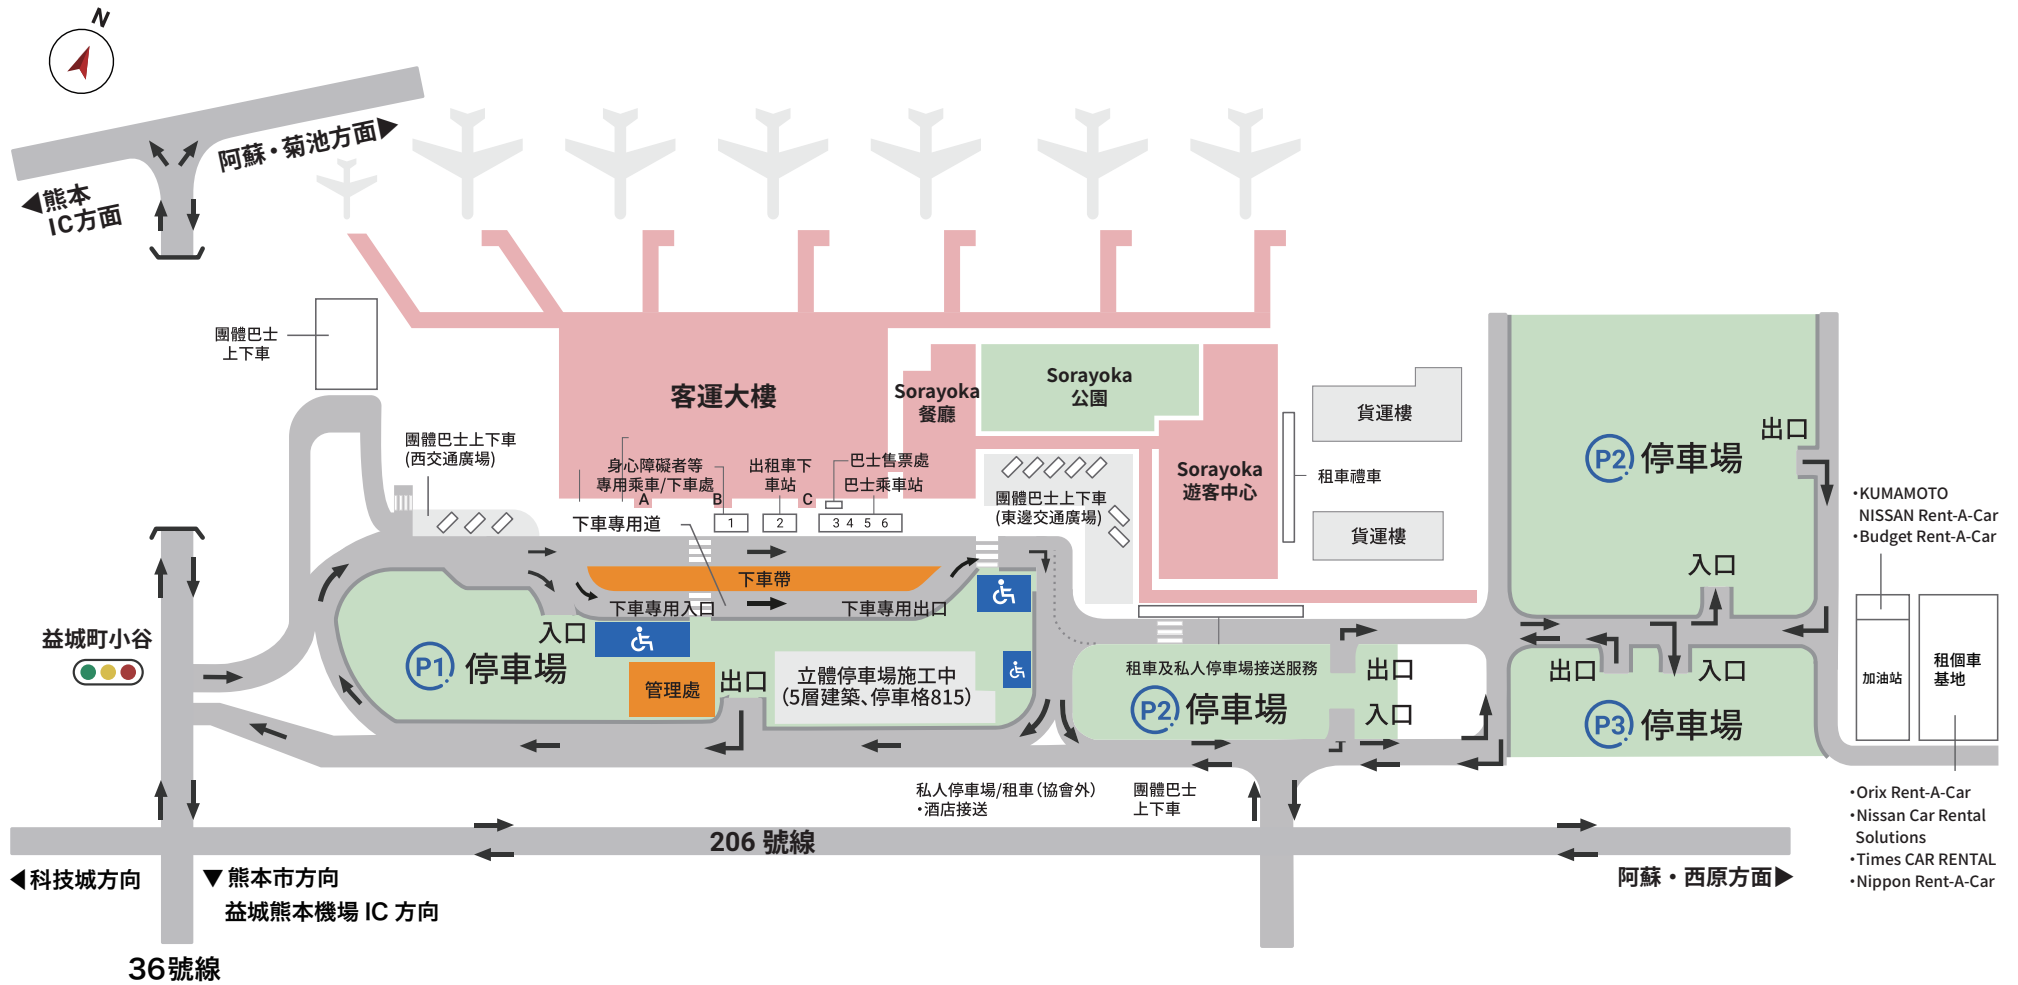 N
阿蘇・菊池方面▶
◀熊本
IC方面
團體巴士
上下車
團體巴士上下車
(西交通廣場)
客運大樓
Sorayoka
餐廳
Sorayoka
公園
Sorayoka
遊客中心
貨運樓
租車禮車
貨運樓
身心障礙者等
專用乘車/下車處
出租車下
車站
巴士售票處
巴士乘車站
A
B
C
1
2
3 4 5 6
下車專用道
團體巴士上下車
(東邊交通廣場)
下車帶
下車專用入口
下車專用出口
入口
P1 停車場
管理處
出口
立體停車場施工中
(5層建築、停車格815)
租車及私人停車場接送服務
P2 停車場
出口
入口
P2 停車場
出口
入口
出口
入口
P3 停車場
•KUMAMOTO
NISSAN Rent-A-Car
•Budget Rent-A-Car
加油站
租個車
基地
•Orix Rent-A-Car
•Nissan Car Rental
Solutions
•Times CAR RENTAL
•Nippon Rent-A-Car
益城町小谷
私人停車場/租車（協會外）
•酒店接送
團體巴士
上下車
206 號線
◀科技城方向
▼熊本市方向
益城熊本機場 IC 方向
阿蘇・西原方面▶
36號線